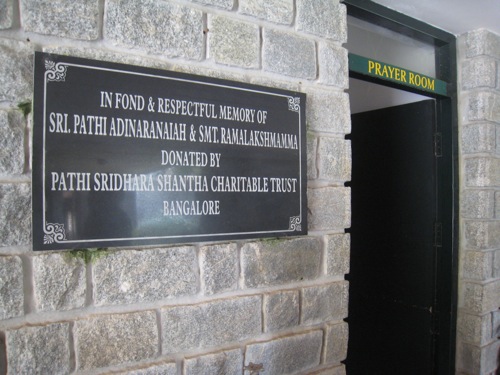 IN FOND & RESPECTFUL MEMORY OF
SRI. PATHI ADINARANAIAH & SMT. RAMALAKSHMAMMA
DONATED BY
PATHI SRIDHARA SHANTHA CHARITABLE TRUST
BANGALORE
PRAYER ROOM